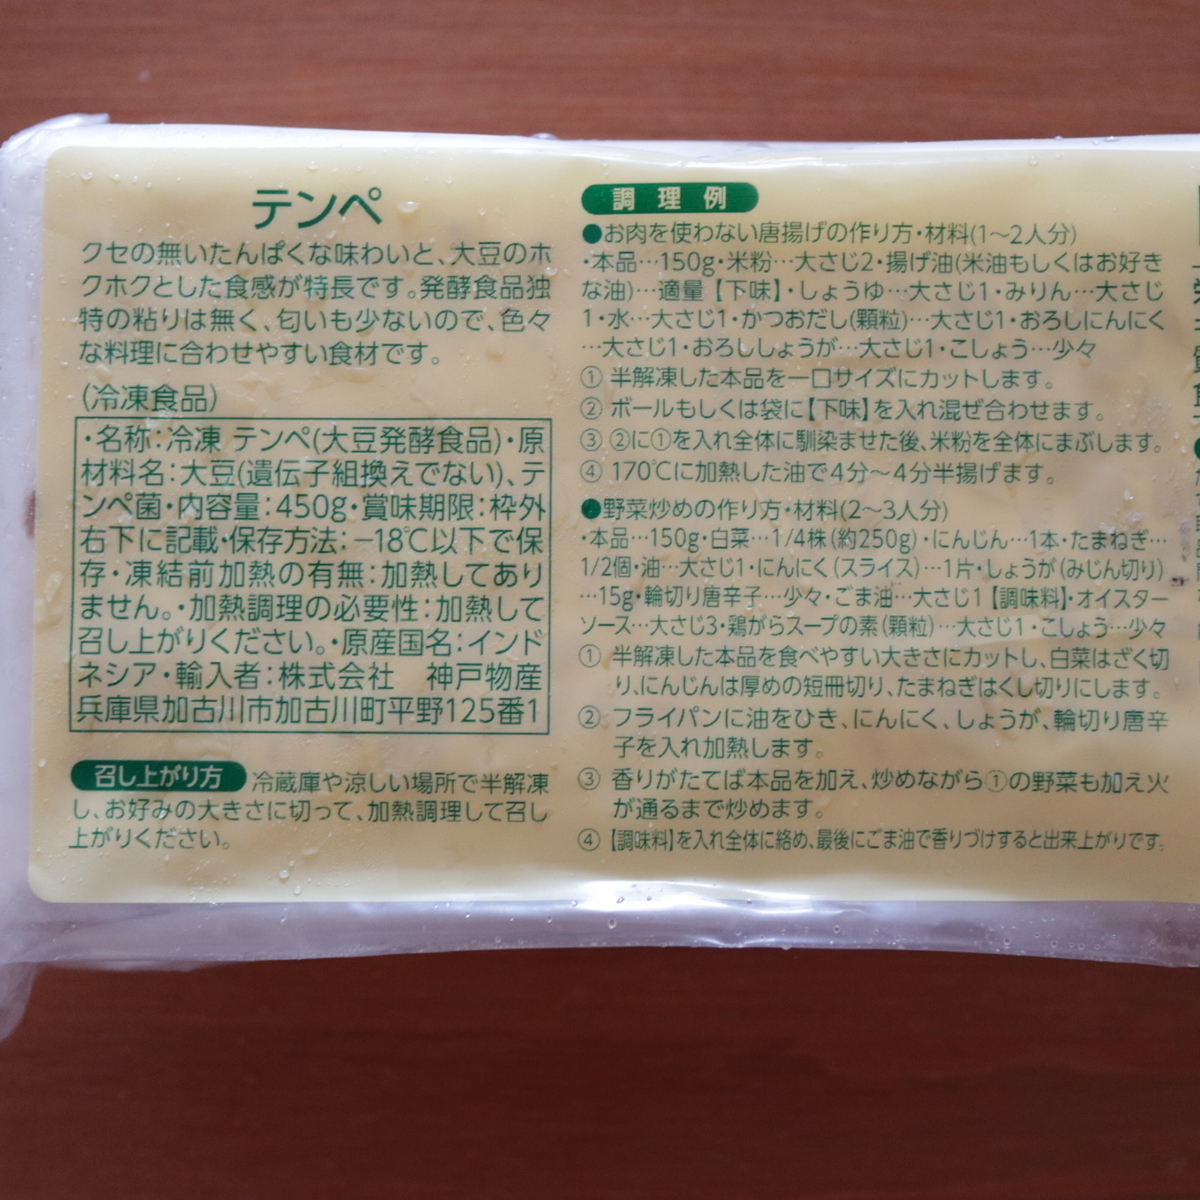 テンペ
クセの無いたんぱくな味わいと、大豆のホ
クホクとした食感が特長です。発酵食品独
特の粘りは無く、匂いも少ないので、色々
な料理に合わせやすい食材です。
(冷凍食品)
・名称:冷凍 テンペ(大豆発酵食品)・原
材料名:大豆(遺伝子組換えでない)、テ
ンペ菌・内容量:450g・賞味期限:枠外
右下に記載・保存方法:−18℃以下で保
存・凍結前加熱の有無:加熱してあり
ません。・加熱調理の必要性:加熱して
召し上がりください。・原産国名:インド
ネシア・輸入者:株式会社 神戸物産
兵庫県加古川市加古川町平野125番1
召し上がり方 冷蔵庫や涼しい場所で半解凍
し、お好みの大きさに切って、加熱調理して召し
上がりください。
調理例
●お肉を使わない唐揚げの作り方・材料(1〜2人分)
・本品…150g・米粉…大さじ2・揚げ油(米油もしくはお好き
な油)…適量【下味】・しょうゆ…大さじ1・みりん…大さじ
1・水…大さじ1・かつおだし(顆粒)…大さじ1・おろしにんにく
…大さじ1・おろししょうが…大さじ1・こしょう…少々
① 半解凍した本品を一口サイズにカットします。
② ボールもしくは袋に【下味】を入れ混ぜ合わせます。
③ ②に①を入れ全体に馴染ませた後、米粉を全体にまぶします。
④ 170℃に加熱した油で4分〜4分半揚げます。
●野菜炒めの作り方・材料(2〜3人分)
・本品…150g・白菜…1/4株(約250g)・にんじん…1本・たまねぎ…
1/2個・油…大さじ1・にんにく(スライス)…1片・しょうが(みじん切り)
…15g・輪切り唐辛子…少々・ごま油…大さじ1【調味料】・オイスター
ソース…大さじ3・鶏がらスープの素(顆粒)…大さじ1・こしょう…少々
① 半解凍した本品を食べやすい大きさにカットし、白菜はざく切
り、にんじんは厚めの短冊切り、たまねぎはくし切りにします。
② フライパンに油をひき、にんにく、しょうが、輪切り唐辛
子を入れ加熱します。
③ 香りがたてば本品を加え、炒めながら①の野菜も加え火
が通るまで炒めます。
④ 【調味料】を入れ全体に絡め、最後にごま油で香りづけすると出来上がりです。